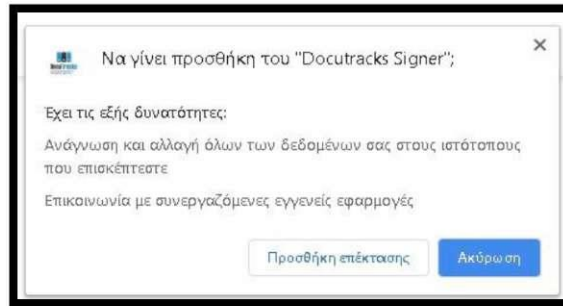 Να γίνει προσθήκη του "Docutracks Signer";
Έχει τις εξής δυνατότητες:
Ανάγνωση και αλλαγή όλων των δεδομένων σας στους ιστότοπους
που επισκέπτεστε
Επικοινωνία με συνεργαζόμενες εγγενείς εφαρμογές
Προσθήκη επέκτασης
Ακύρωση